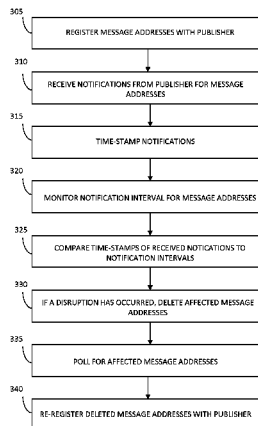 305
REGISTER MESSAGE ADDRESSES WITH PUBLISHER
310
RECEIVE NOTIFICATIONS FROM PUBLISHER FOR MESSAGE
ADDRESSES
315
TIME-STAMP NOTIFICATIONS
320
MONITOR NOTIFICATION INTERVAL FOR MESSAGE ADDRESSES
325
COMPARE TIME-STAMPS OF RECEIVED NOTICATIONS TO
NOTIFICATION INTERVALS
330
IF A DISRUPTION HAS OCCURRED, DELETE AFFECTED MESSAGE
ADDRESSES
335
POLL FOR AFFECTED MESSAGE ADDRESSES
340
RE-REGISTER DELETED MESSAGE ADDRESSES WITH PUBLISHER